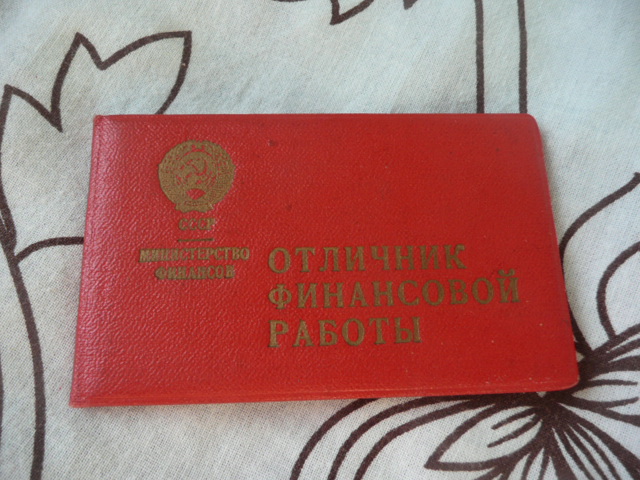 СССР
МИНИСТЕРСТВО
ФИНАНСОВ
ОТЛИЧНИК
ФИНАНСОВОЙ
РАБОТЫ